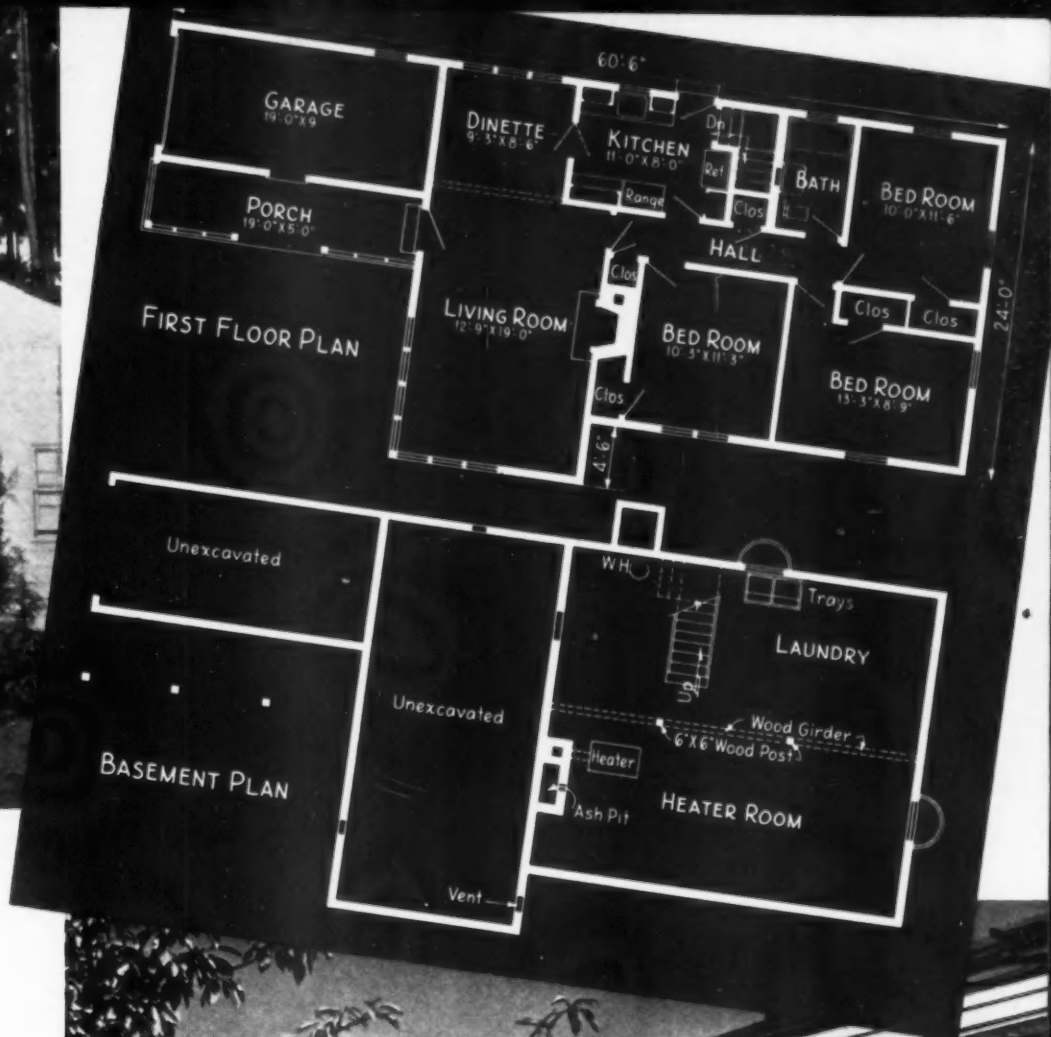 60'-6"
GARAGE
19'-0"X9
DINETTE
9'-3"X8'-6"
KITCHEN
11'-0"X8'-0"
Dn
Ref
Range
Clos
BATH
BED ROOM
10'-0"X11'-6"
PORCH
19'-0"X5'-0"
HALL
Clos
LIVING ROOM
12'-9"X19'-0"
BED ROOM
10'-3"X11'-3"
Clos
Clos
Clos
BED ROOM
13'-3"X8'-9"
24'-0"
4'-6"
FIRST FLOOR PLAN
Unexcavated
WH
Trays
LAUNDRY
UP
Unexcavated
Wood Girder
6"X6" Wood Post
Heater
Ash Pit
HEATER ROOM
Vent
BASEMENT PLAN